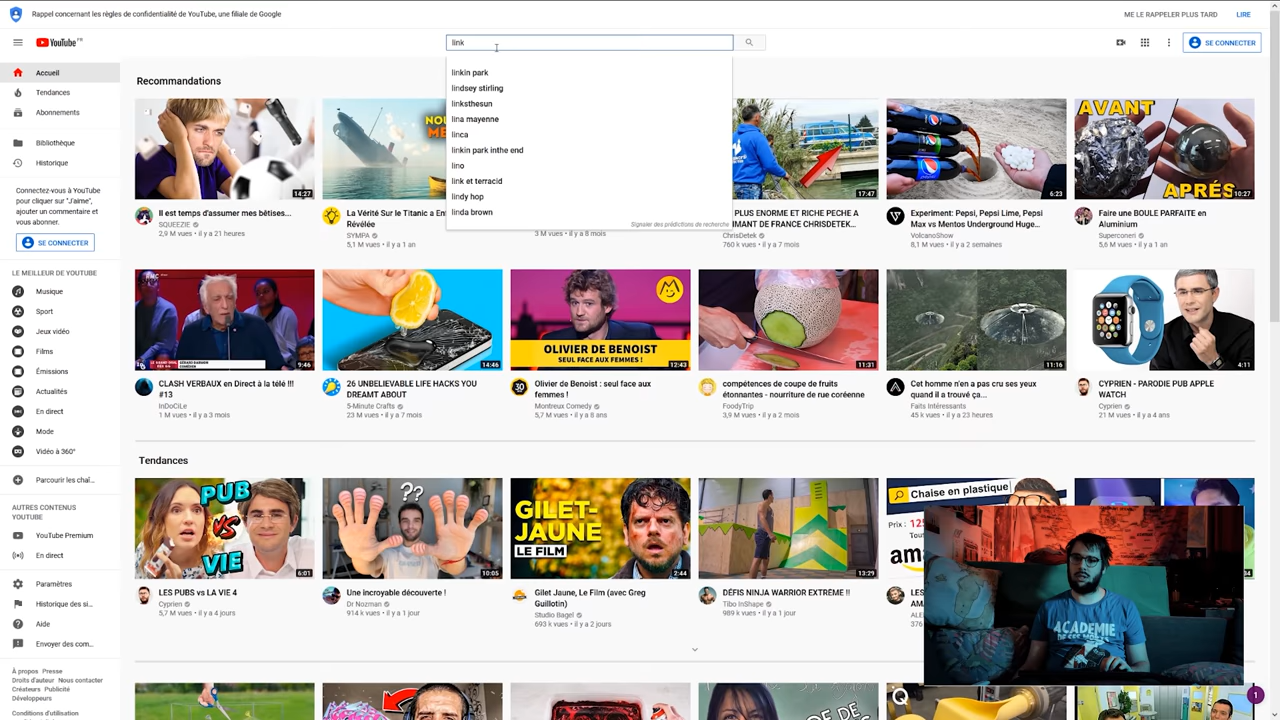 Rappel concernant les règles de confidentialité de YouTube, une filiale de Google
ME LE RAPPELER PLUS TARD
LIRE
YouTube FR
link
SE CONNECTER
linkin park
lindsey stirling
linksthesun
lina mayenne
linca
linkin park inthe end
lino
link et terracid
lindy hop
linda brown
Signaler des prédictions de recherche
Accueil
Tendances
Abonnements
Bibliothèque
Historique
Connectez-vous à YouTube
pour cliquer sur "J'aime",
ajouter un commentaire et
vous abonner.
SE CONNECTER
LE MEILLEUR DE YOUTUBE
Musique
Sport
Jeux vidéo
Films
Émissions
Actualités
En direct
Mode
Vidéo à 360°
Parcourir les chaî...
AUTRES CONTENUS
YOUTUBE
YouTube Premium
En direct
Paramètres
Historique des si...
Aide
Envoyer des com...
À propos Presse
Droits d'auteur Nous contacter
Créateurs Publicité
Développeurs
Conditions d'utilisation
Recommandations
14:27
Il est temps d'assumer mes bêtises...
SQUEEZIE
2,9 M vues • il y a 21 heures
La Vérité Sur le Titanic a En
Révélée
SYMPA
5,1 M vues • il y a 1 an
3 M vues • il y a 8 mois
10:47
PLUS ENORME ET RICHE PECHE A
IMANT DE FRANCE CHRISDETEK...
ChrisDetek
760 k vues • il y a 7 mois
6:23
Experiment: Pepsi, Pepsi Lime, Pepsi
Max vs Mentos Underground Huge...
VolcanoShow
8,1 M vues • il y a 2 semaines
AVANT
APRÉS
10:27
Faire une BOULE PARFAITE en
Aluminium
Superconeri
5,6 M vues • il y a 1 an
9:46
CLASH VERBAUX en Direct à la télé !!!
#13
InDoCiLe
1 M vues • il y a 3 mois
14:46
26 UNBELIEVABLE LIFE HACKS YOU
DREAMT ABOUT
5-Minute Crafts
23 M vues • il y a 7 mois
OLIVIER DE BENOIST
SEUL FACE AUX FEMMES !
12:43
Olivier de Benoist : seul face aux
femmes !
Montreux Comedy
5,7 M vues • il y a 8 ans
11:31
compétences de coupe de fruits
étonnantes - nourriture de rue coréenne
FoodyTrip
3,9 M vues • il y a 2 mois
11:16
Cet homme n'en a pas cru ses yeux
quand il a trouvé ça...
Faits Intéressants
45 k vues • il y a 23 heures
4:11
CYPRIEN - PARODIE PUB APPLE
WATCH
Cyprien
21 M vues • il y a 4 ans
Tendances
PUB
VS
VIE
6:01
LES PUBS vs LA VIE 4
Cyprien
5,7 M vues • il y a 4 jours
??
10:05
Une incroyable découverte !
Dr Nozman
914 k vues • il y a 1 jour
GILET-
JAUNE
LE FILM
2:44
Gilet Jaune, Le Film (avec Greg
Guillotin)
Studio Bagel
693 k vues • il y a 2 jours
13:29
DÉFIS NINJA WARRIOR EXTRÊME !!
Tibo InShape
989 k vues • il y a 1 jour
Chaise en plastique
Prix :
ACADEMIE
1